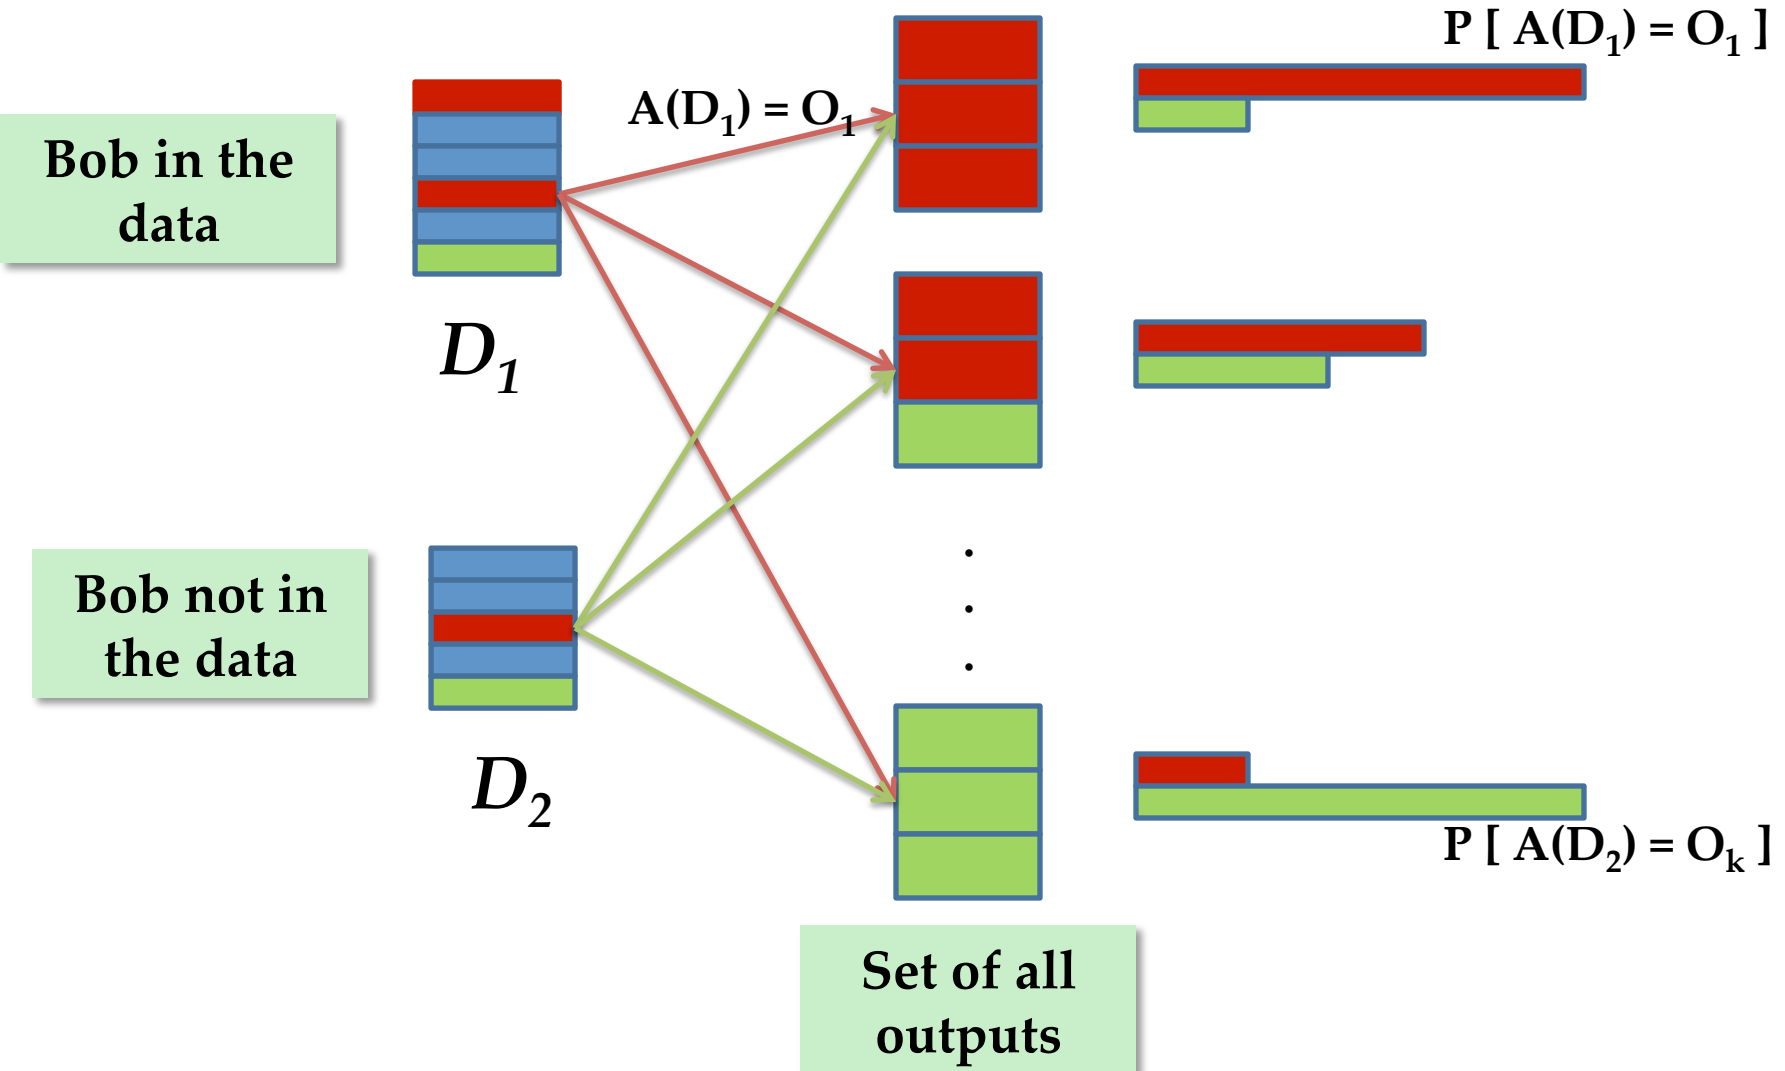 P [ A(D₁) = O₁ ]
A(D₁) = O₁
Bob in the
data
D₁
Bob not in
the data
D₂
.
.
.
P [ A(D₂) = Oₖ ]
Set of all
outputs